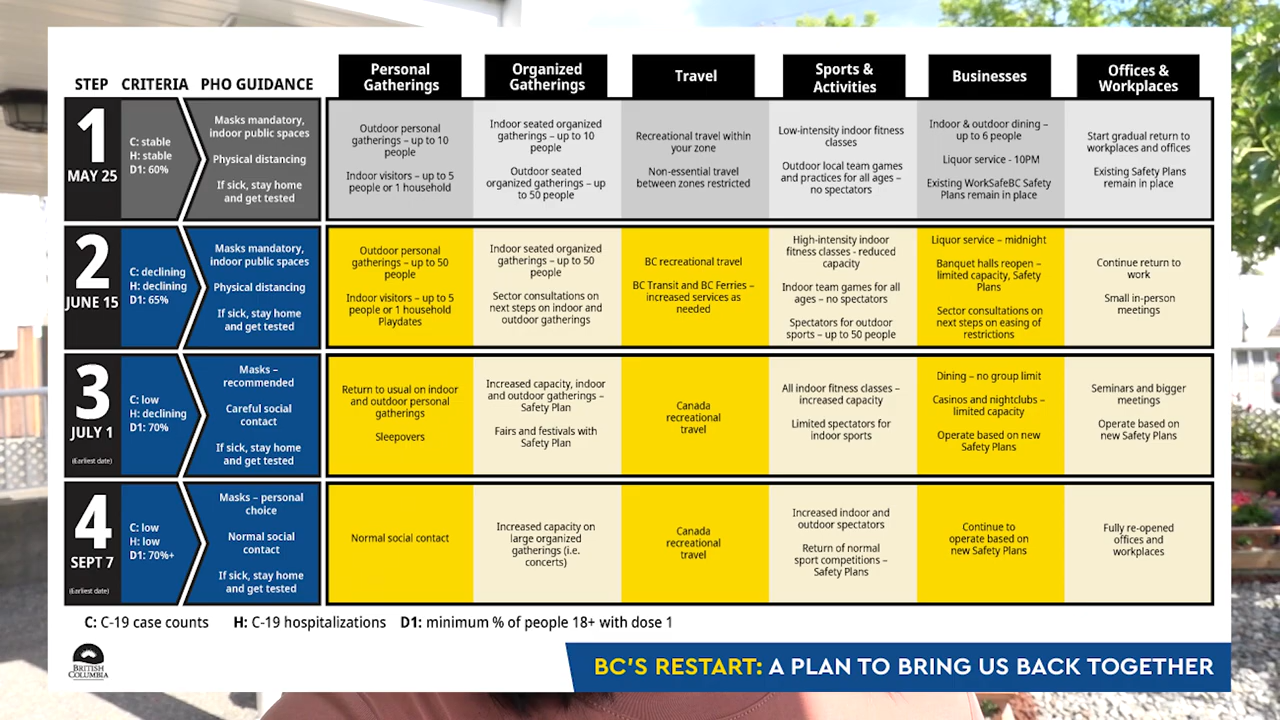 STEP CRITERIA PHO GUIDANCE
Personal
Gatherings
Organized
Gatherings
Travel
Sports &
Activities
Businesses
Offices &
Workplaces
1
MAY 25
C: stable
H: stable
D1: 60%
Masks mandatory,
indoor public spaces
Physical distancing
If sick, stay home
and get tested
Outdoor personal
gatherings – up to 10
people
Indoor visitors – up to 5
people or 1 household
Indoor seated organized
gatherings – up to 10
people
Outdoor seated
organized gatherings – up
to 50 people
Recreational travel within
your zone
Non-essential travel
between zones restricted
Low-intensity indoor fitness
classes
Outdoor local team games
and practices for all ages –
no spectators
Indoor & outdoor dining –
up to 6 people
Liquor service - 10PM
Existing WorkSafeBC Safety
Plans remain in place
Start gradual return to
workplaces and offices
Existing Safety Plans
remain in place
2
JUNE 15
C: declining
H: declining
D1: 65%
Masks mandatory,
indoor public spaces
Physical distancing
If sick, stay home
and get tested
Outdoor personal
gatherings – up to 50
people
Indoor visitors – up to 5
people or 1 household
Playdates
Indoor seated organized
gatherings – up to 50
people
Sector consultations on
next steps on indoor and
outdoor gatherings
BC recreational travel
BC Transit and BC Ferries –
increased services as
needed
High-intensity indoor
fitness classes - reduced
capacity
Indoor team games for all
ages – no spectators
Spectators for outdoor
sports – up to 50 people
Liquor service – midnight
Banquet halls reopen –
limited capacity, Safety
Plans
Sector consultations on
next steps on easing of
restrictions
Continue return to
work
Small in-person
meetings
3
JULY 1
(Earliest date)
C: low
H: declining
D1: 70%
Masks –
recommended
Careful social
contact
If sick, stay home
and get tested
Return to usual on indoor
and outdoor personal
gatherings
Sleepovers
Increased capacity, indoor
and outdoor gatherings –
Safety Plan
Fairs and festivals with
Safety Plan
Canada
recreational
travel
All indoor fitness classes –
increased capacity
Limited spectators for
indoor sports
Dining – no group limit
Casinos and nightclubs –
limited capacity
Operate based on new
Safety Plans
Seminars and bigger
meetings
Operate based on
new Safety Plans
4
SEPT 7
(Earliest date)
C: low
H: low
D1: 70%+
Masks – personal
choice
Normal social
contact
If sick, stay home
and get tested
Normal social contact
Increased capacity on
large organized
gatherings (i.e.
concerts)
Canada
recreational
travel
Increased indoor and
outdoor spectators
Return of normal
sport competitions –
Safety Plans
Continue to
operate based on
new Safety Plans
Fully re-opened
offices and
workplaces
C: C-19 case counts H: C-19 hospitalizations D1: minimum % of people 18+ with dose 1
BRITISH
COLUMBIA
BC'S RESTART: A PLAN TO BRING US BACK TOGETHER